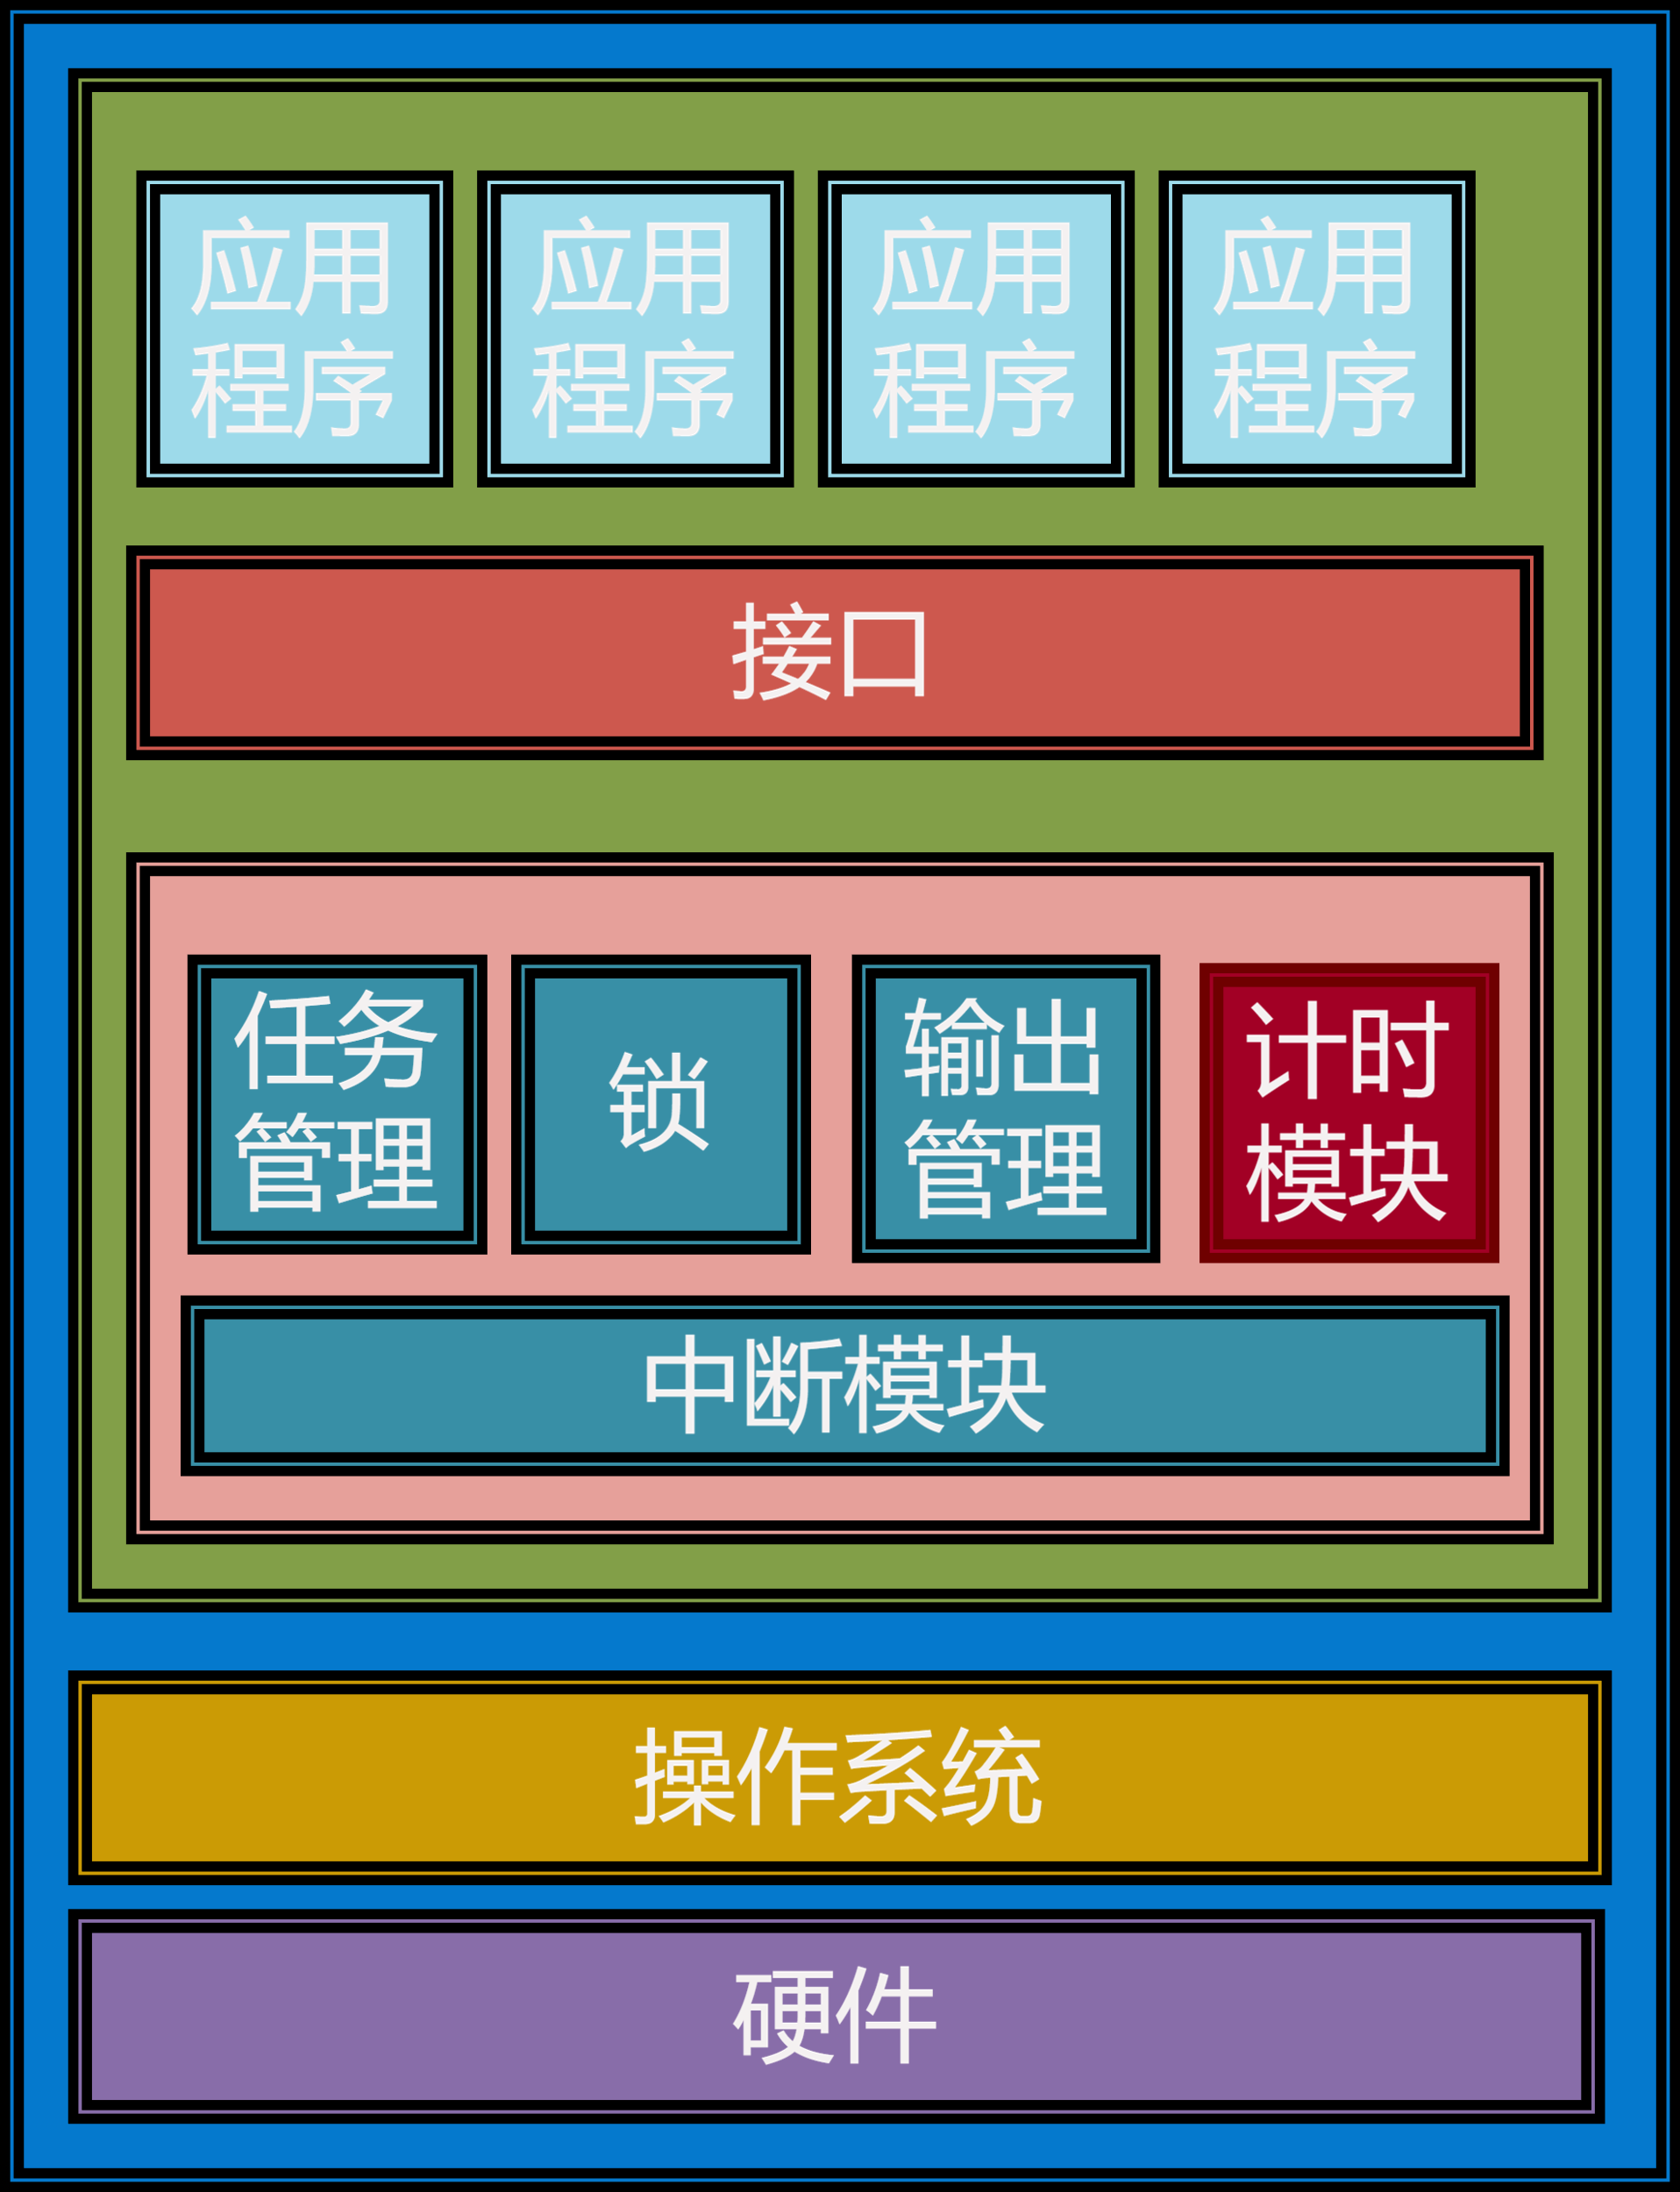 应用 应用 应用 应用
程序 程序 程序 程序
接口
任务
管理
锁
输出
管理
计时
模块
中断模块
操作系统
硬件